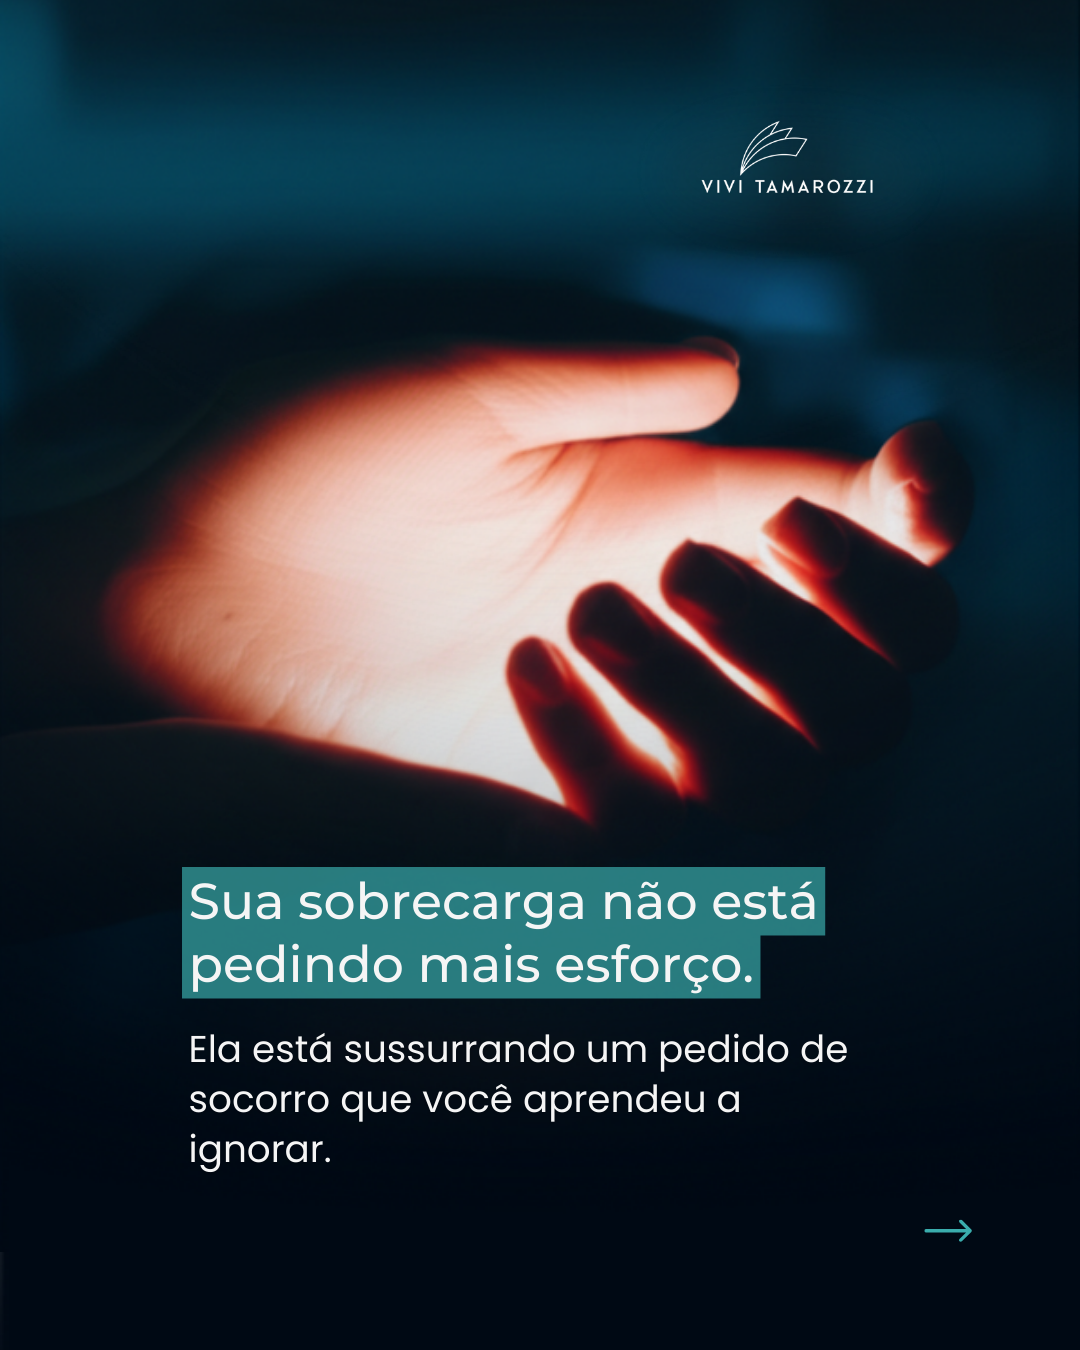 VIVI TAMAROZZI
Sua sobrecarga não está
pedindo mais esforço.
Ela está sussurrando um pedido de
socorro que você aprendeu a
ignorar.